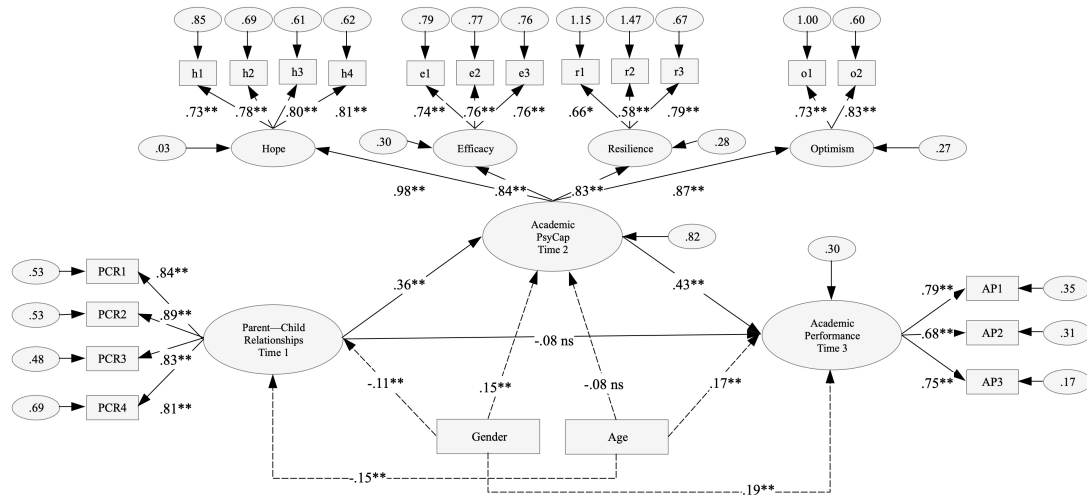 .85 .69 .61 .62 .79 .77 .76 1.15 1.47 .67 1.00 .60
h1 h2 h3 h4 e1 e2 e3 r1 r2 r3 o1 o2
.73** .78** .80** .81** .74** .76** .76** .66* .58** .79** .73** .83**
.03 Hope .30 Efficacy Resilience .28 Optimism .27
.98** .84** .83** .87**
Academic
PsyCap
Time 2
.82
.30
.53 PCR1 .84**
.36** .43**
.79** AP1 .35
.53 PCR2 .89**
Parent—Child
Relationships
Time 1
-.08 ns
Academic
Performance
Time 3
.68** AP2 .31
.48 PCR3 .83**
.75** AP3 .17
-.11** .15** -.08 ns .17**
.69 PCR4 .81**
Gender Age
-.15**
.19**